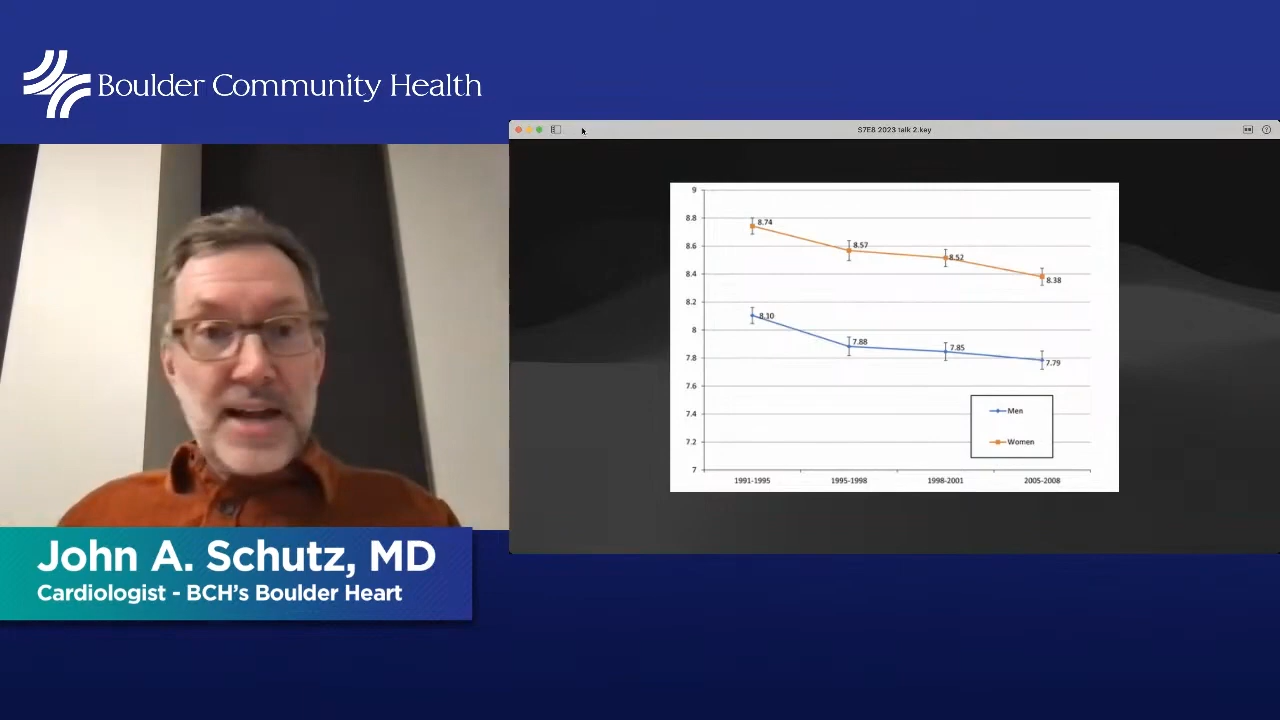 Boulder Community Health
S7E8 2023 talk 2.key
9
8.8
8.6
8.4
8.2
8
7.8
7.6
7.4
7.2
7
8.74
8.57
8.52
8.38
8.10
7.88
7.85
7.79
Men
Women
1991-1995 1995-1998 1998-2001 2005-2008
John A. Schutz, MD
Cardiologist - BCH's Boulder Heart